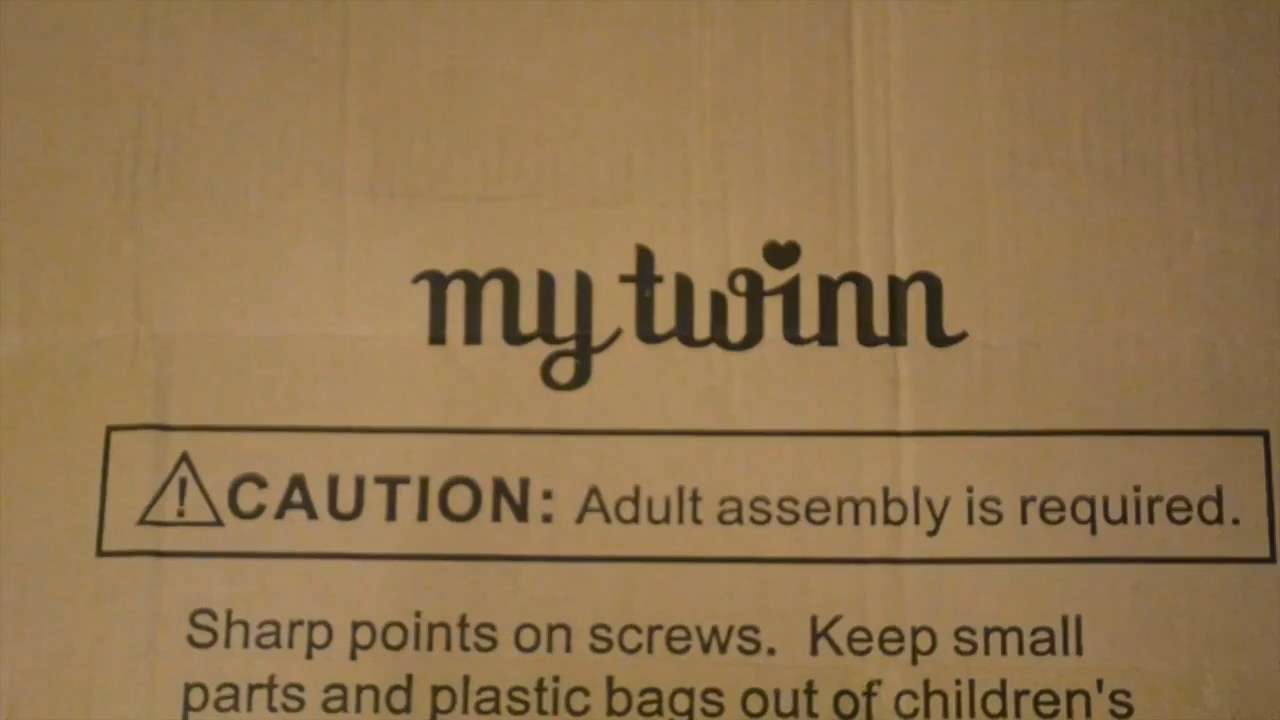 my twinn
CAUTION: Adult assembly is required.
Sharp points on screws. Keep small
parts and plastic bags out of children's